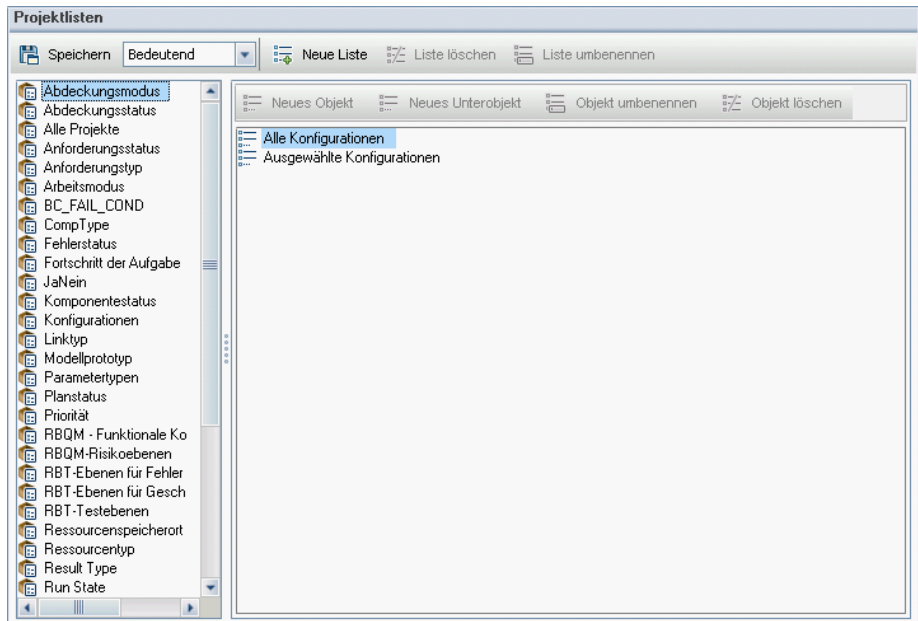 Projektlisten
Speichern Bedeutend Neue Liste Liste löschen Liste umbenennen
Neues Objekt Neues Unterobjekt Objekt umbenennen Objekt löschen
Abdeckungsmodus
Abdeckungsstatus
Alle Projekte
Anforderungsstatus
Anforderungstyp
Arbeitsmodus
BC_FAIL_COND
CompType
Fehlerstatus
Fortschritt der Aufgabe
JaNein
Komponentestatus
Konfigurationen
Linktyp
Modellprototyp
Parametertypen
Planstatus
Priorität
RBQM - Funktionale Ko
RBQM-Risikoebenen
RBT-Ebenen für Fehler
RBT-Ebenen für Gesch
RBT-Testebenen
Ressourcenspeicherort
Ressourcentyp
Result Type
Run State
Alle Konfigurationen
Ausgewählte Konfigurationen